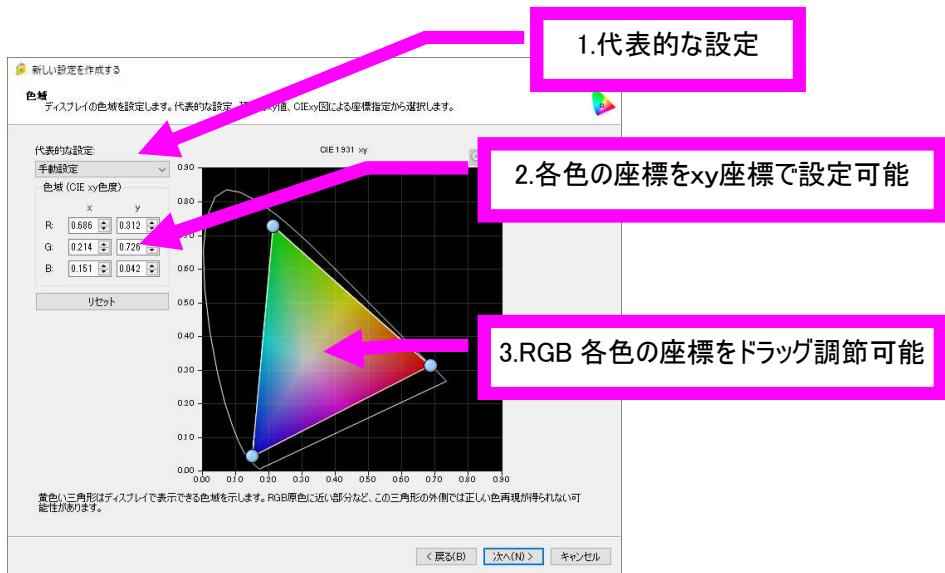 1.代表的な設定
新しい設定を作成する
色域
ディスプレイの色域を設定します。代表的な設定、
xy値、CIExy図による座標指定から選択します。
代表的な設定:
手動設定
色域 (CIE xy色度)
x y
R: 0.686 0.312
G: 0.214 0.726
B: 0.151 0.042
リセット
CIE 1931 xy
2.各色の座標をxy座標で設定可能
3.RGB 各色の座標をドラッグ調節可能
0.90
0.80
0.60
0.50
0.40
0.30
0.20
0.10
0.00
0.00 0.10 0.20 0.30 0.40 0.50 0.60 0.70 0.80 0.90
黄色い三角形はディスプレイで表示できる色域を示します。RGB原色に近い部分など、この三角形の外側では正しい色再現が得られない可
能性があります。
< 戻る(B) 次へ(N) > キャンセル